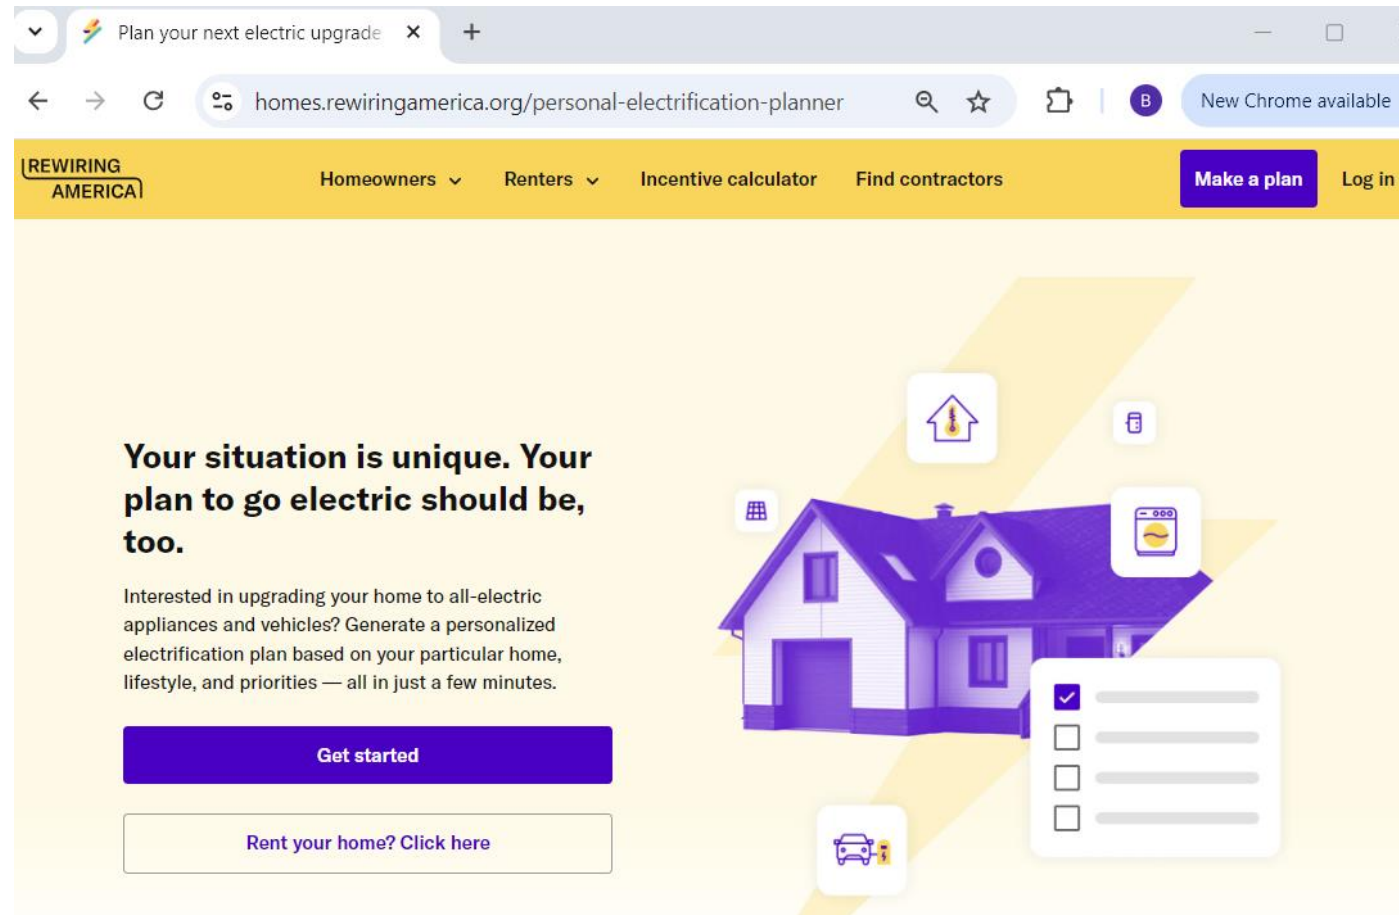 Plan your next electric upgrade
homes.rewiringamerica.org/personal-electrification-planner
B
New Chrome available
REWIRING
AMERICA
Homeowners
Renters
Incentive calculator
Find contractors
Make a plan
Log in
Your situation is unique. Your
plan to go electric should be,
too.
Interested in upgrading your home to all-electric
appliances and vehicles? Generate a personalized
electrification plan based on your particular home,
lifestyle, and priorities — all in just a few minutes.
Get started
Rent your home? Click here